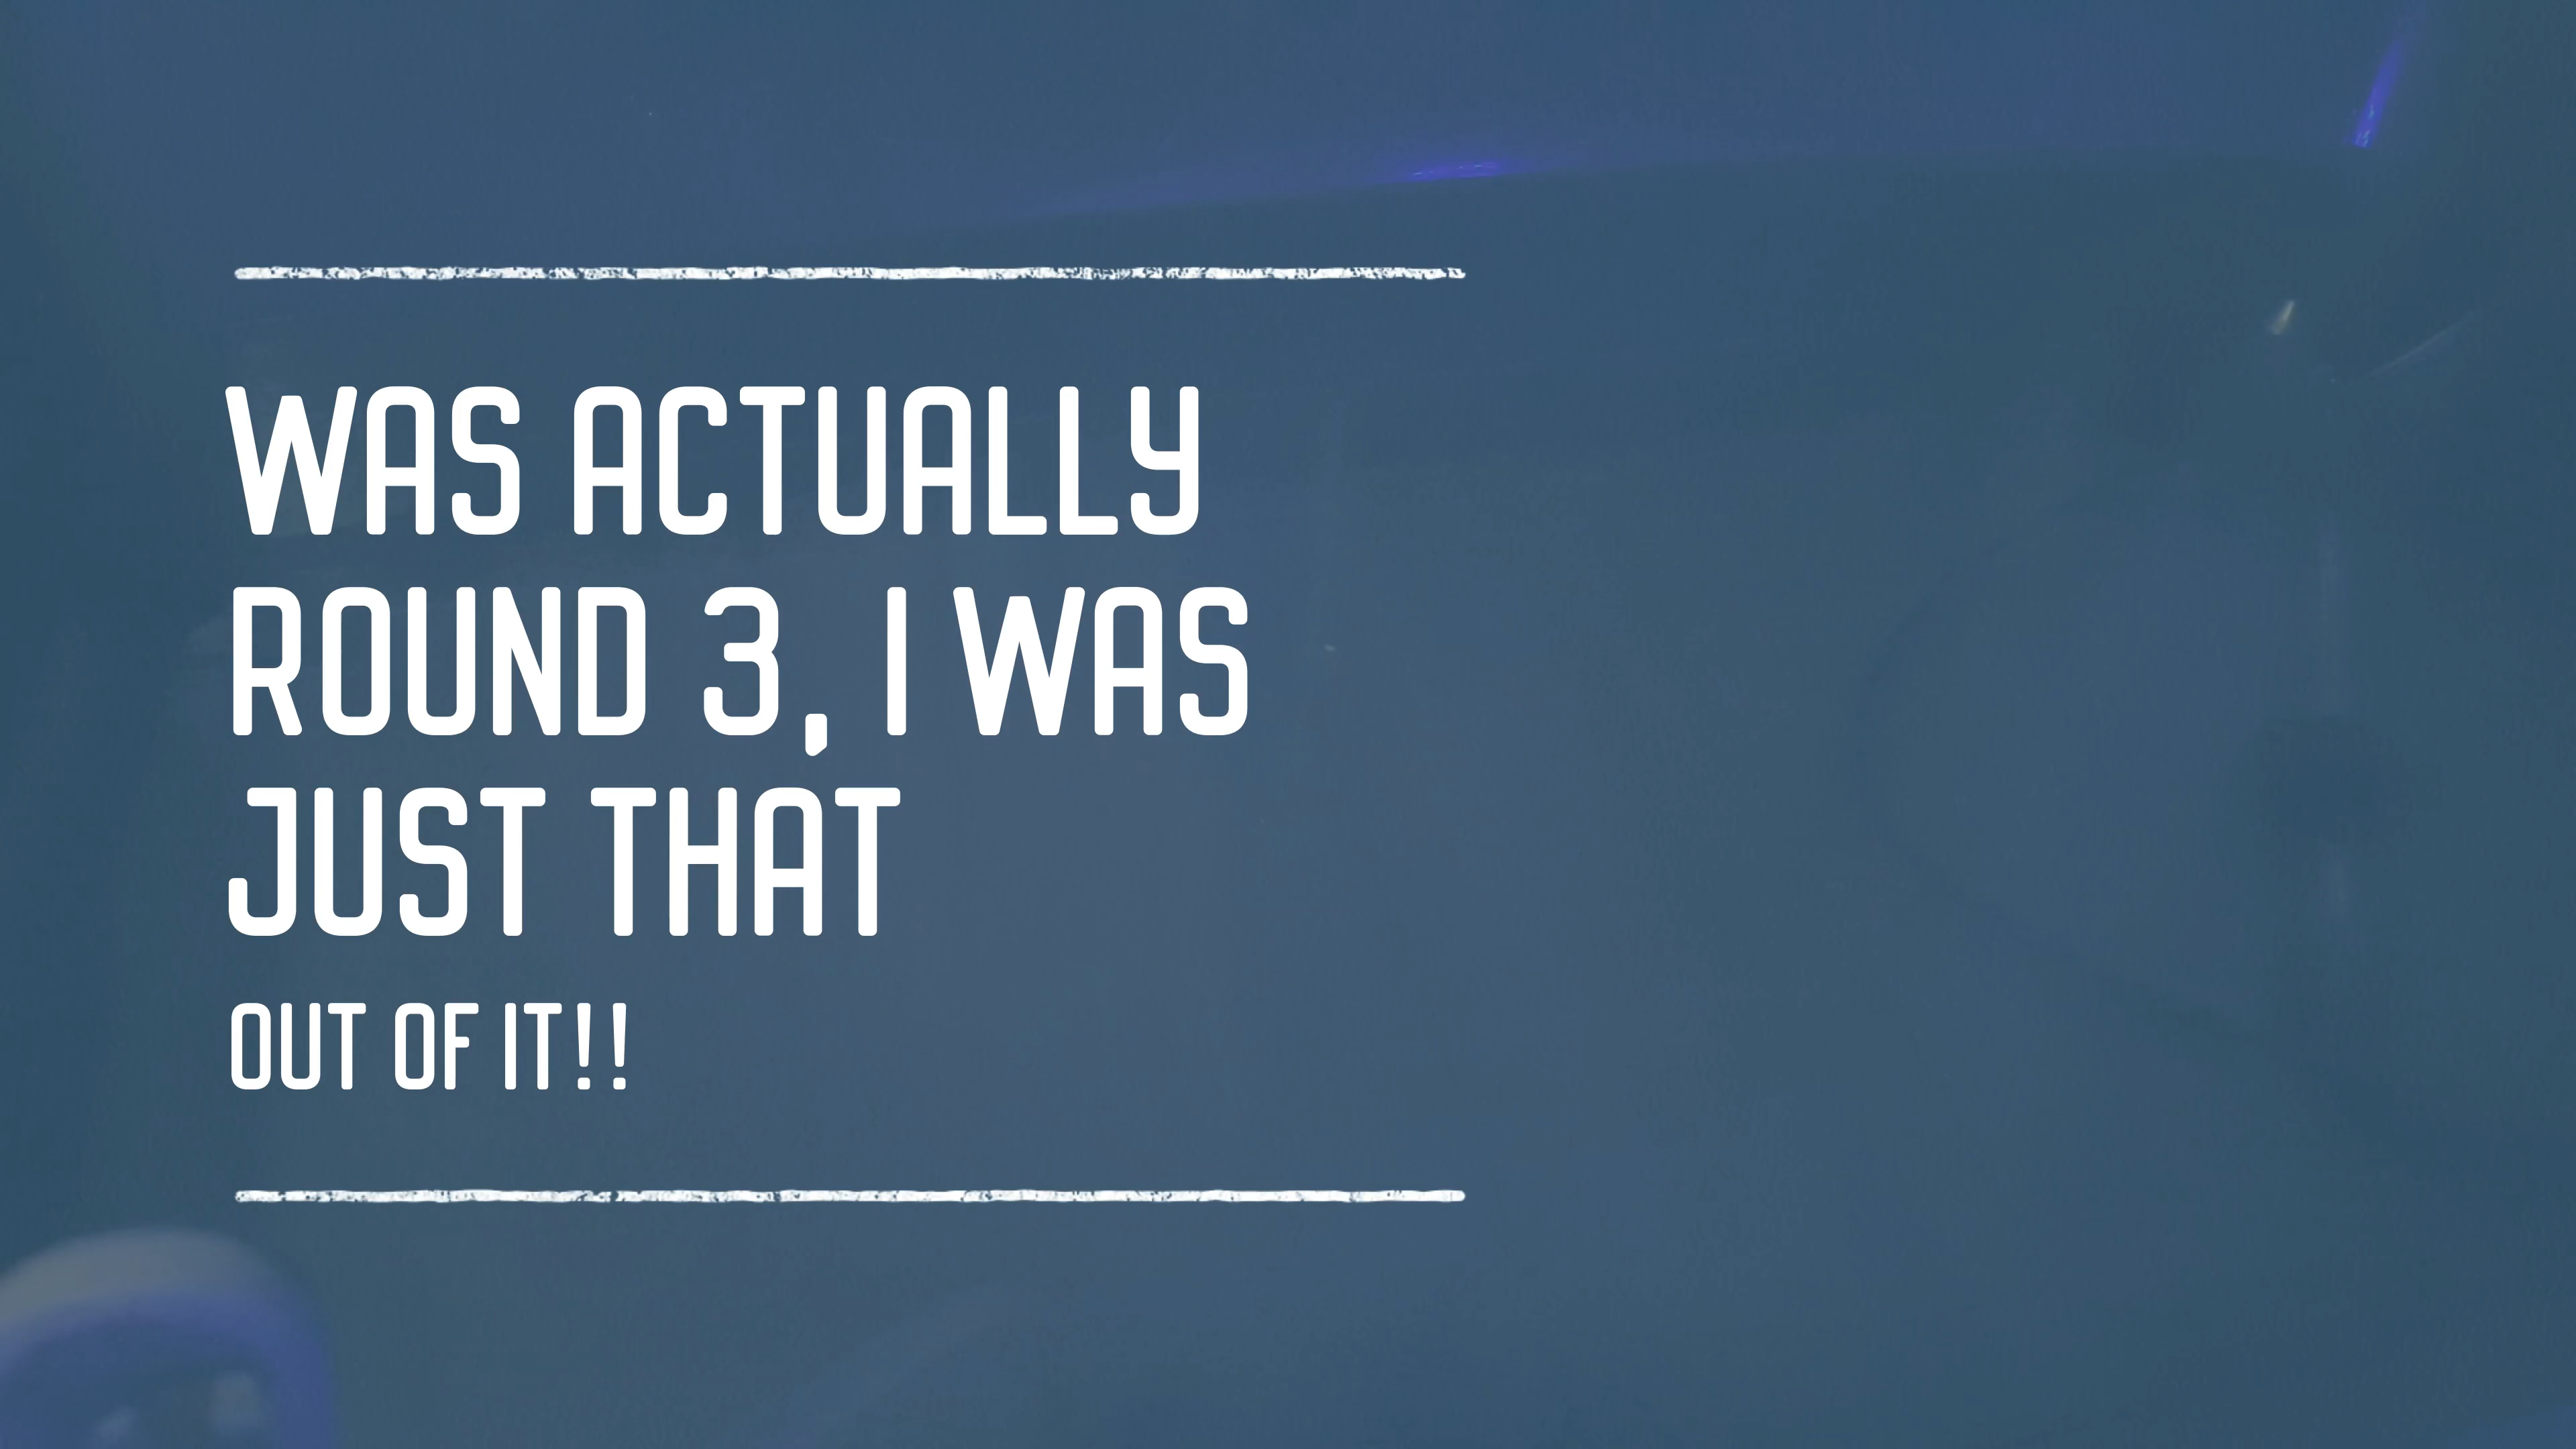 WAS ACTUALLY
ROUND 3, I WAS
JUST THAT
OUT OF IT!!